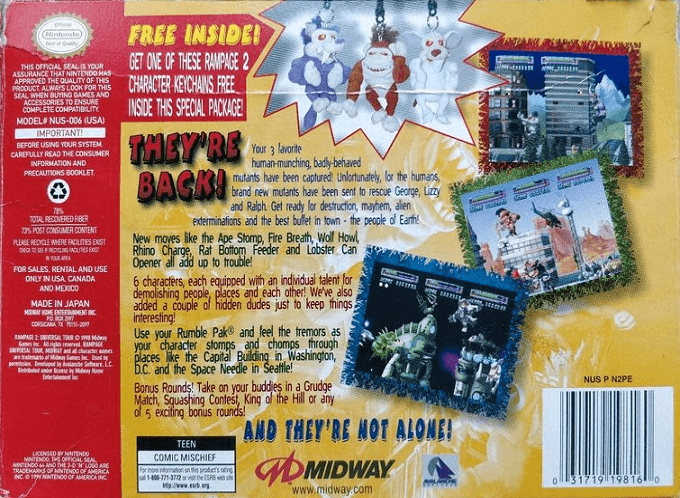 Official
Nintendo
Seal of Quality
THIS OFFICIAL SEAL IS YOUR
ASSURANCE THAT NINTENDO HAS
APPROVED THE QUALITY OF THIS
PRODUCT. ALWAYS LOOK FOR THIS
SEAL WHEN BUYING GAMES AND
ACCESSORIES TO ENSURE
COMPLETE COMPATIBILITY.
MODEL# NUS-006 (USA)
IMPORTANT!
BEFORE USING YOUR SYSTEM,
CAREFULLY READ THE CONSUMER
INFORMATION AND
PRECAUTIONS BOOKLET.
78%
TOTAL RECOVERED FIBER
73% POST CONSUMER CONTENT
PLEASE RECYCLE WHERE FACILITIES EXIST
CHECK TO SEE IF RECYCLING FACILITIES EXIST
IN YOUR AREA
FOR SALES, RENTAL AND USE
ONLY IN USA, CANADA
AND MEXICO
MADE IN JAPAN
MIDWAY HOME ENTERTAINMENT INC.
P.O. BOX 2097
CORSICANA, TX 75151-2097
RAMPAGE 2: UNIVERSAL TOUR © 1998 Midway
Games Inc. All rights reserved. RAMPAGE
UNIVERSAL TOUR, MIDWAY and all character names
are trademarks of Midway Games Inc. Used by
permission. Developed by Avalanche Software, L.C.
Distributed under license by Midway Home
Entertainment Inc
LICENSED BY NINTENDO
NINTENDO, THE OFFICIAL SEAL,
NINTENDO 64 AND THE 3-D "N" LOGO ARE
TRADEMARKS OF NINTENDO OF AMERICA
INC. © 1996 NINTENDO OF AMERICA INC.
FREE INSIDE!
GET ONE OF THESE RAMPAGE 2
CHARACTER KEYCHAINS FREE
INSIDE THIS SPECIAL PACKAGE!
THEY'RE
BACK!
Your 3 favorite
human-munching, badly-behaved
mutants have been captured! Unfortunately, for the humans,
brand new mutants have been sent to rescue George, Lizzy
and Ralph. Get ready for destruction, mayhem, alien
exterminations and the best bullet in town - the people of Earth!
New moves like the Ape Stomp, Fire Breath, Wolf Howl,
Rhino Charge, Rat Bottom Feeder and Lobster Can
Opener all add up to trouble!
6 characters, each equipped with an individual talent for
demolishing people, places and each other! We've also
added a couple of hidden dudes just to keep things
interesting!
Use your Rumble Pak® and feel the tremors as
your character stomps and chomps through
places like the Capital Building in Washington,
D.C. and the Space Needle in Seattle!
Bonus Rounds! Take on your buddies in a Grudge
Match, Squashing Contest, King of the Hill or any
of 5 exciting bonus rounds!
AND THEY'RE NOT ALONE!
TEEN
COMIC MISCHIEF
For more information on this product's rating,
call 1-800-771-3772 or visit the ESRB web site
http://www.esrb.org.
MIDWAY
www.midway.com
AVALANCHE
NUS P N2PE
0 31719 19816 0